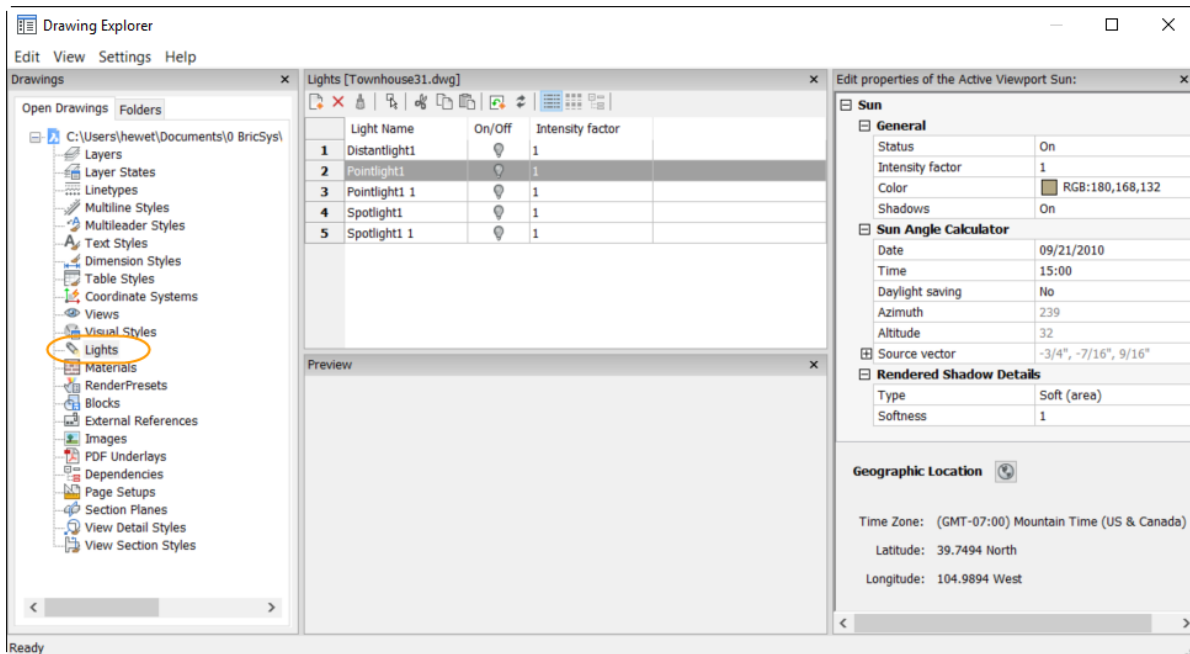 Drawing Explorer
Edit View Settings Help
Drawings
Open Drawings Folders
C:\Users\hewet\Documents\0 BricSys\
Layers
Layer States
Linetypes
Multiline Styles
Multileader Styles
Text Styles
Dimension Styles
Table Styles
Coordinate Systems
Views
Visual Styles
Lights
Materials
RenderPresets
Blocks
External References
Images
PDF Underlays
Dependencies
Page Setups
Section Planes
View Detail Styles
View Section Styles
Lights [Townhouse31.dwg]
Light Name On/Off Intensity factor
1 Distantlight1 1
2 Pointlight1 1
3 Pointlight1 1 1
4 Spotlight1 1
5 Spotlight1 1 1
Preview
Edit properties of the Active Viewport Sun:
Sun
General
Status On
Intensity factor 1
Color RGB:180,168,132
Shadows On
Sun Angle Calculator
Date 09/21/2010
Time 15:00
Daylight saving No
Azimuth 239
Altitude 32
Source vector -3/4", -7/16", 9/16"
Rendered Shadow Details
Type Soft (area)
Softness 1
Geographic Location
Time Zone: (GMT-07:00) Mountain Time (US & Canada)
Latitude: 39.7494 North
Longitude: 104.9894 West
Ready